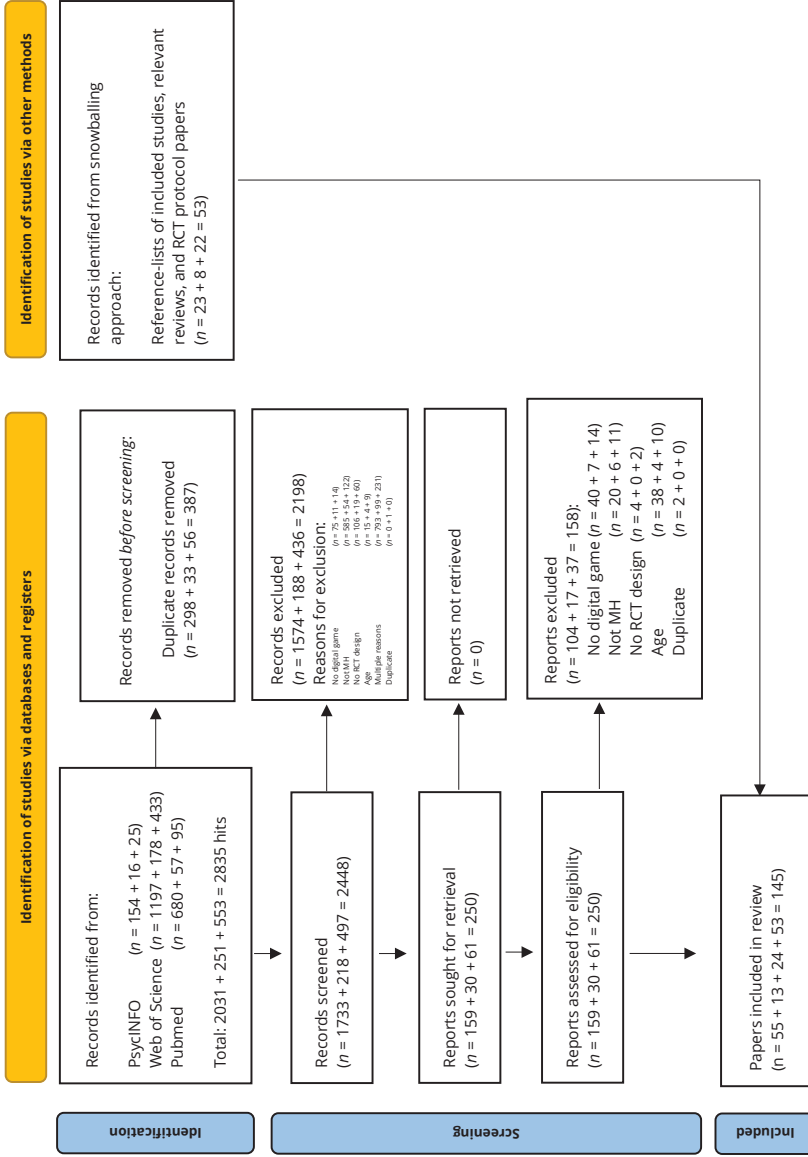 Identification of studies via databases and registers
Identification of studies via other methods
Identification
Records identified from:
PsycINFO (n = 154 + 16 + 25)
Web of Science (n = 1197 + 178 + 433)
Pubmed (n = 680 + 57 + 95)
Total: 2031 + 251 + 553 = 2835 hits
Records removed before screening:
Duplicate records removed
(n = 298 + 33 + 56 = 387)
Records identified from snowballing
approach:
Reference-lists of included studies, relevant
reviews, and RCT protocol papers
(n = 23 + 8 + 22 = 53)
Screening
Records screened
(n = 1733 + 218 + 497 = 2448)
Records excluded
(n = 1574 + 188 + 436 = 2198)
Reasons for exclusion:
No digital game (n = 75 +11 + 14)
Not MH (n = 585 + 54 + 122)
No RCT design (n = 106 + 19 + 60)
Age (n = 15 + 4 + 9)
Multiple reasons (n = 793 + 99 + 231)
Duplicate (n = 0 + 1 + 0)
Reports sought for retrieval
(n = 159 + 30 + 61 = 250)
Reports not retrieved
(n = 0)
Reports assessed for eligibility
(n = 159 + 30 + 61 = 250)
Reports excluded
(n = 104 + 17 + 37 = 158):
No digital game (n = 40 + 7 + 14)
Not MH (n = 20 + 6 + 11)
No RCT design (n = 4 + 0 + 2)
Age (n = 38 + 4 + 10)
Duplicate (n = 2 + 0 + 0)
Included
Papers included in review
(n = 55 + 13 + 24 + 53 = 145)